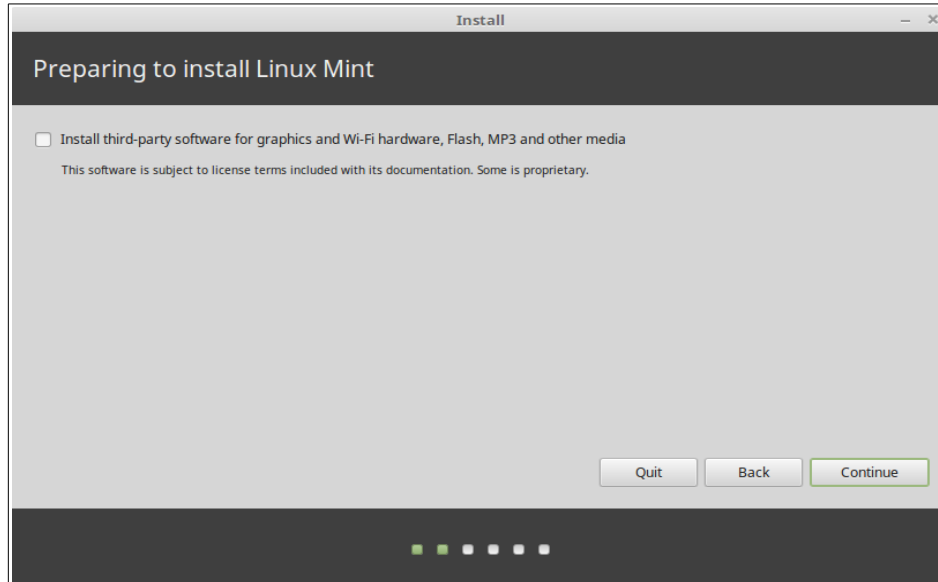 Install
Preparing to install Linux Mint
Install third-party software for graphics and Wi-Fi hardware, Flash, MP3 and other media
This software is subject to license terms included with its documentation. Some is proprietary.
Quit Back Continue